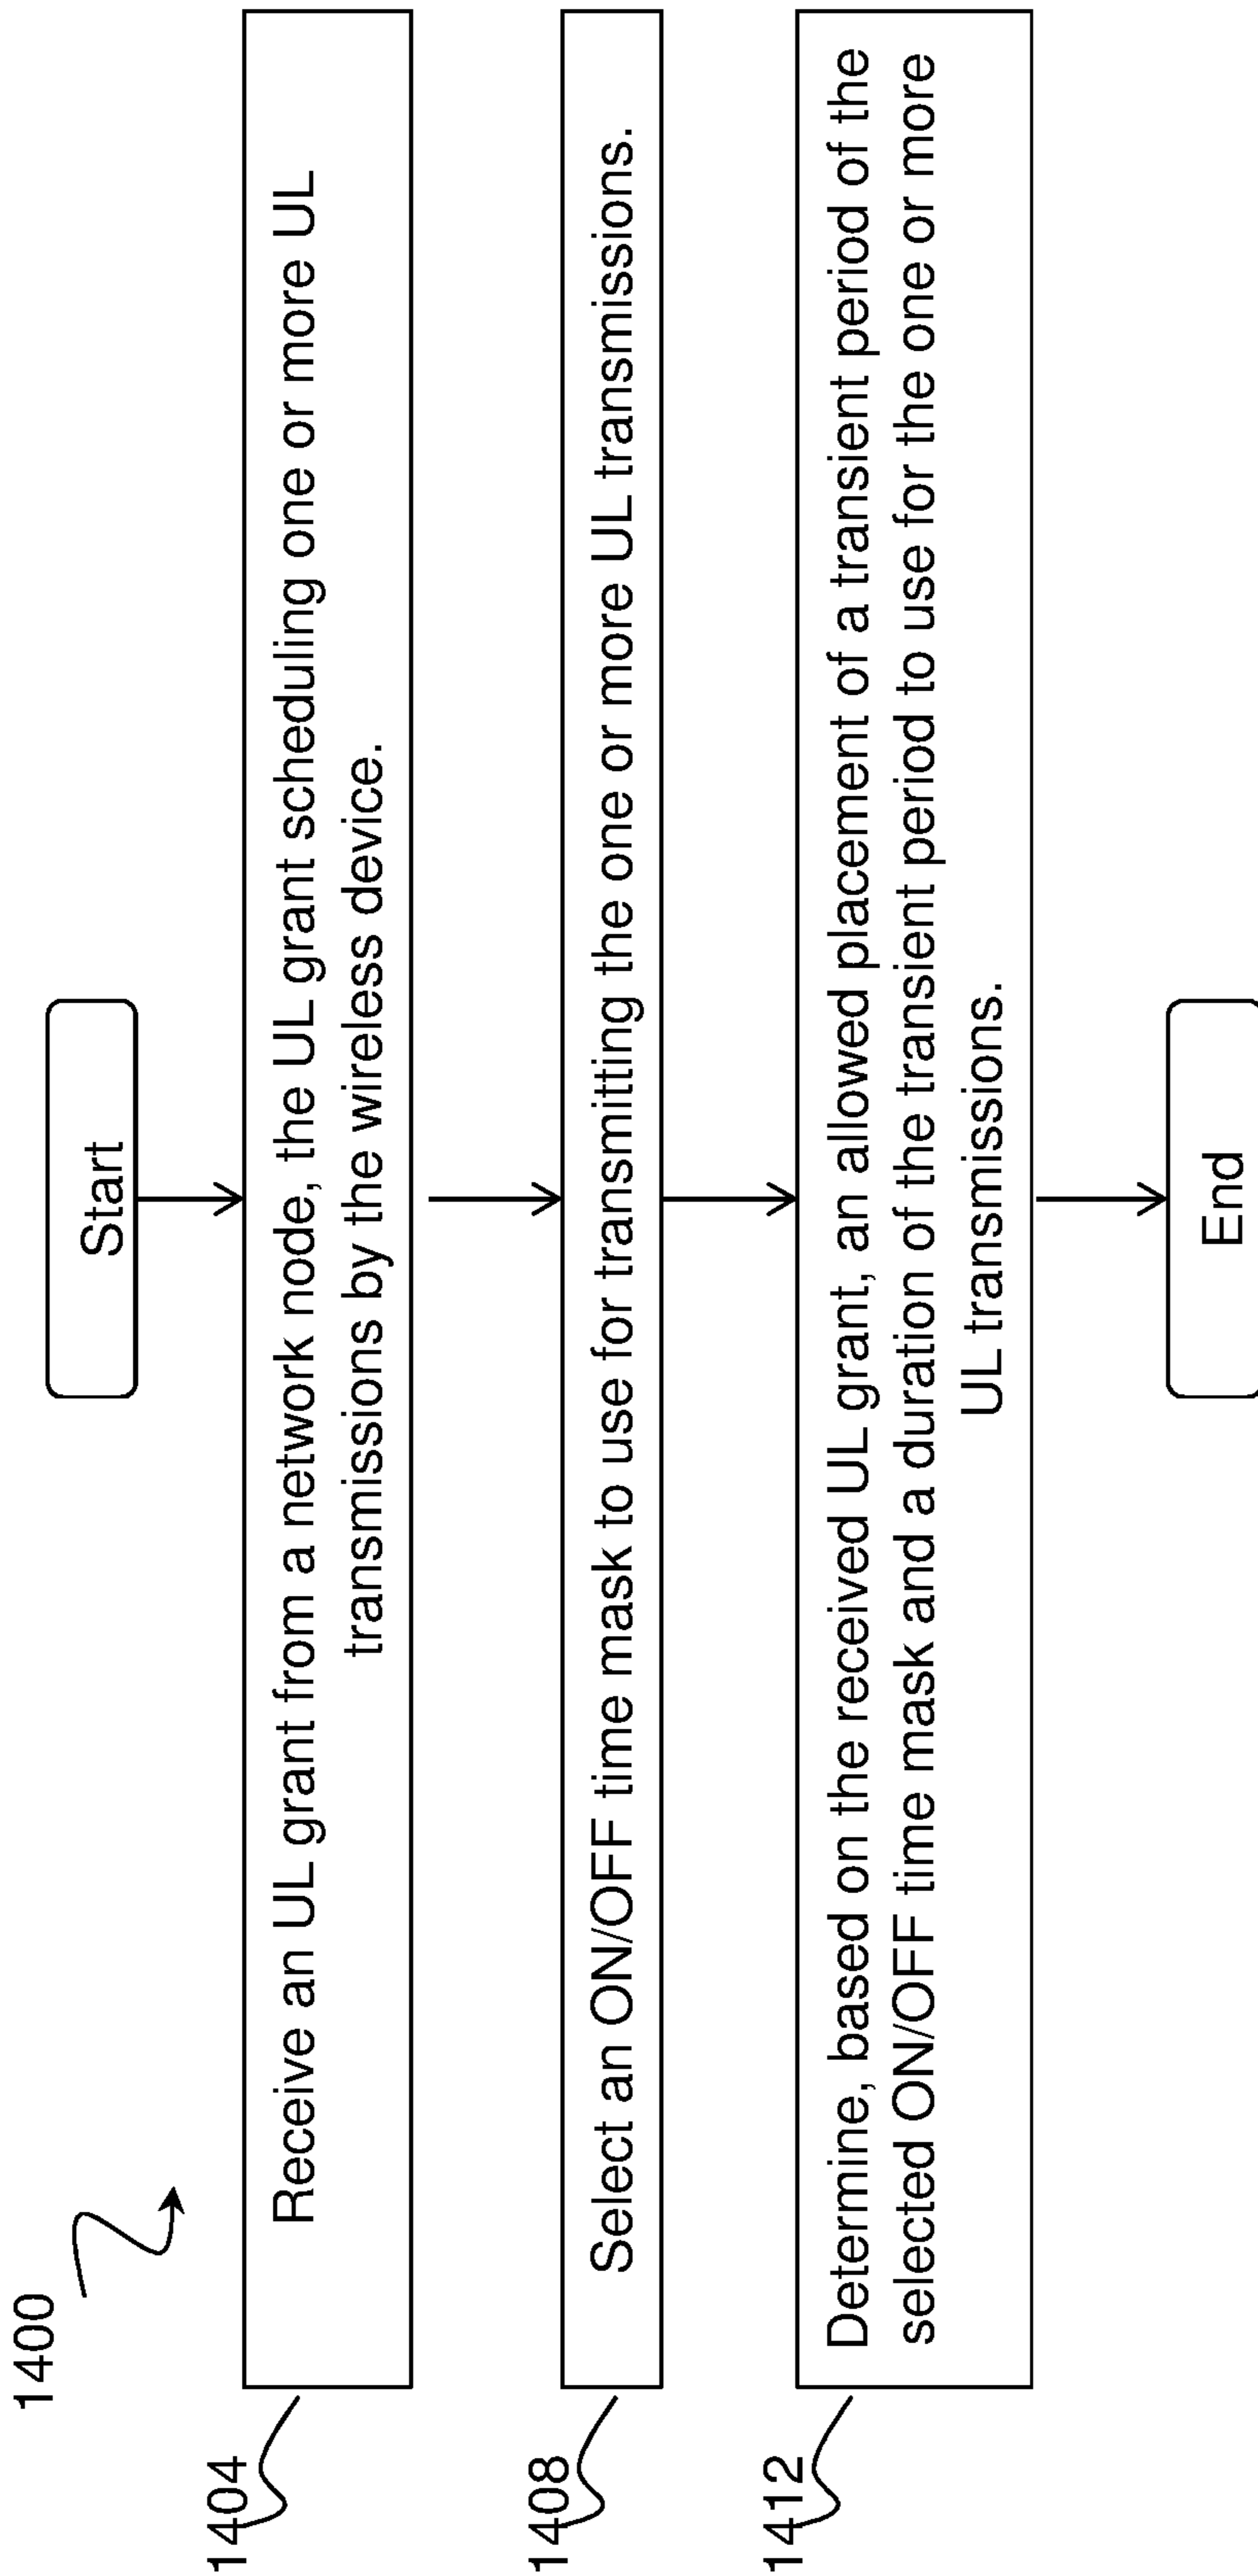 1400
Start
1404
Receive an UL grant from a network node, the UL grant scheduling one or more UL
transmissions by the wireless device.
1408
Select an ON/OFF time mask to use for transmitting the one or more UL transmissions.
1412
Determine, based on the received UL grant, an allowed placement of a transient period of the
selected ON/OFF time mask and a duration of the transient period to use for the one or more
UL transmissions.
End